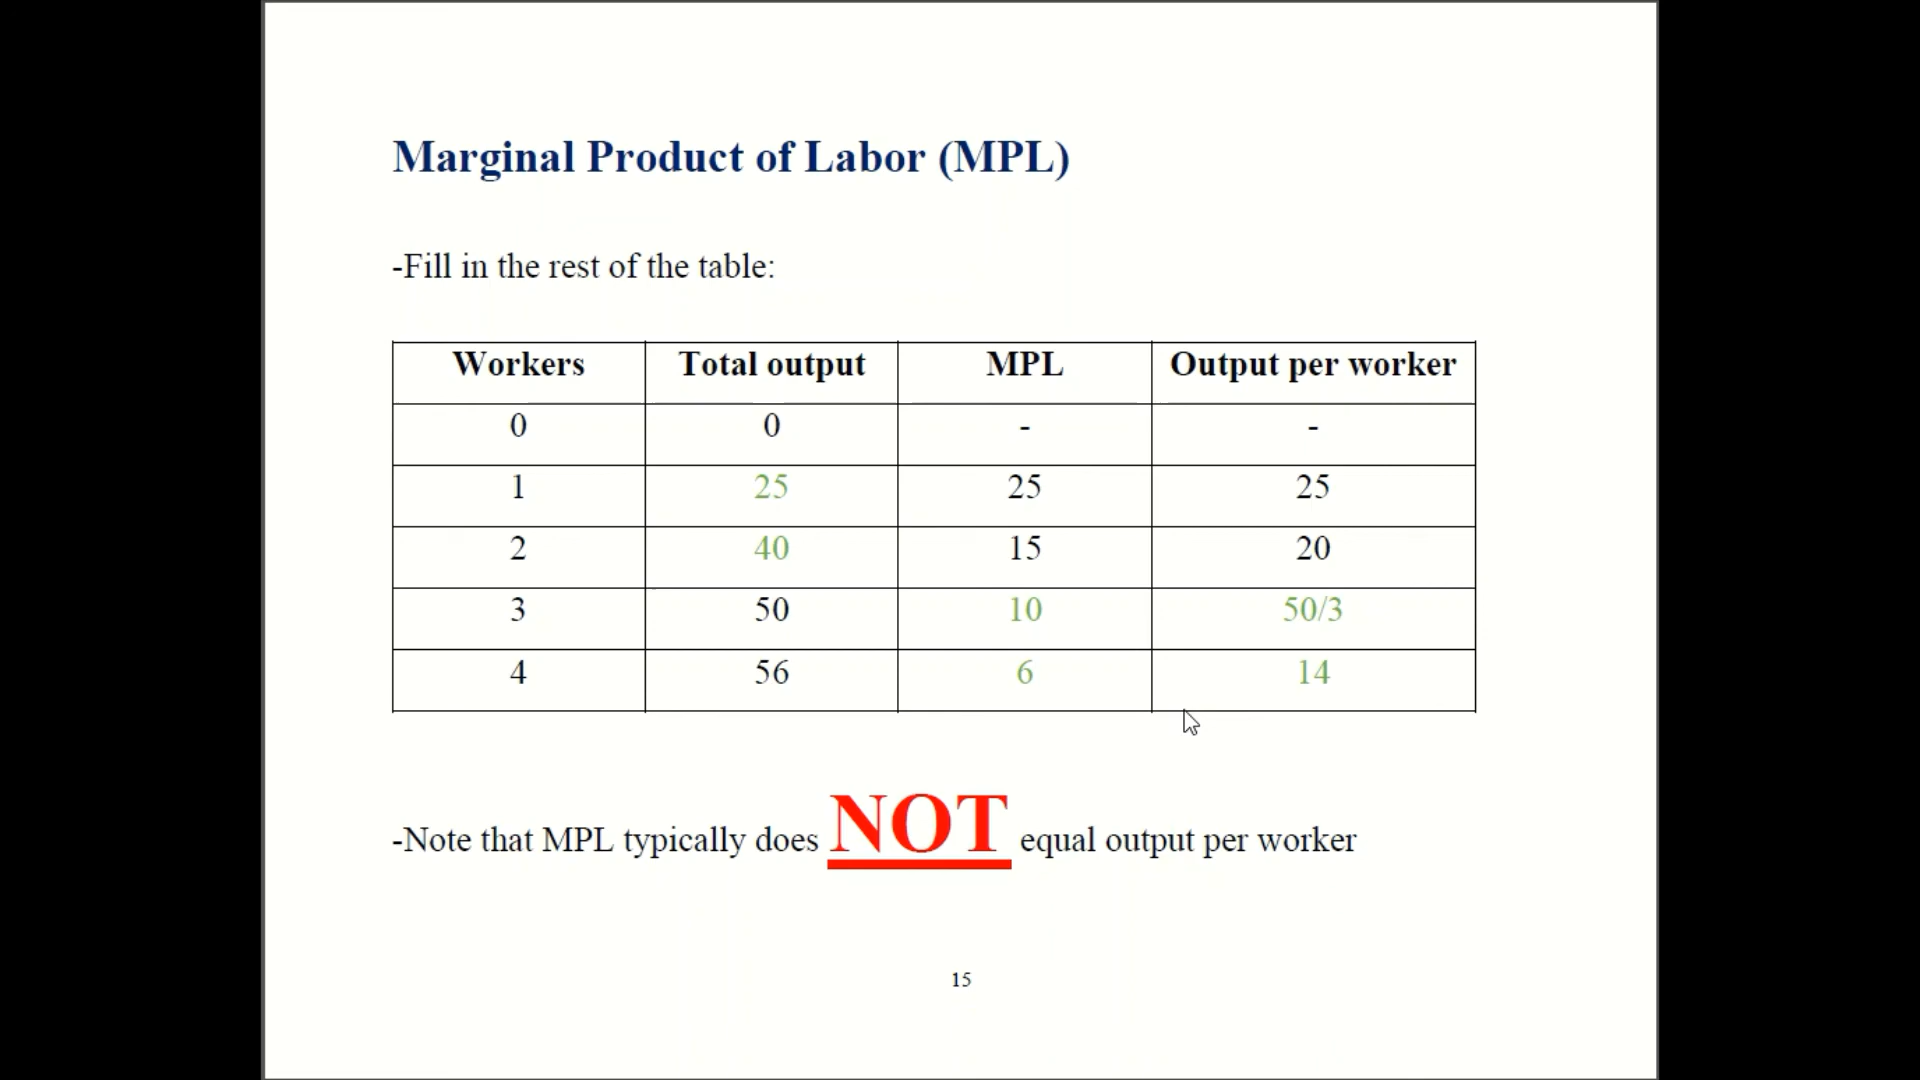 Marginal Product of Labor (MPL)
-Fill in the rest of the table:
Workers Total output MPL Output per worker
0 0 - -
1 25 25 25
2 40 15 20
3 50 10 50/3
4 56 6 14
-Note that MPL typically does NOT equal output per worker
15